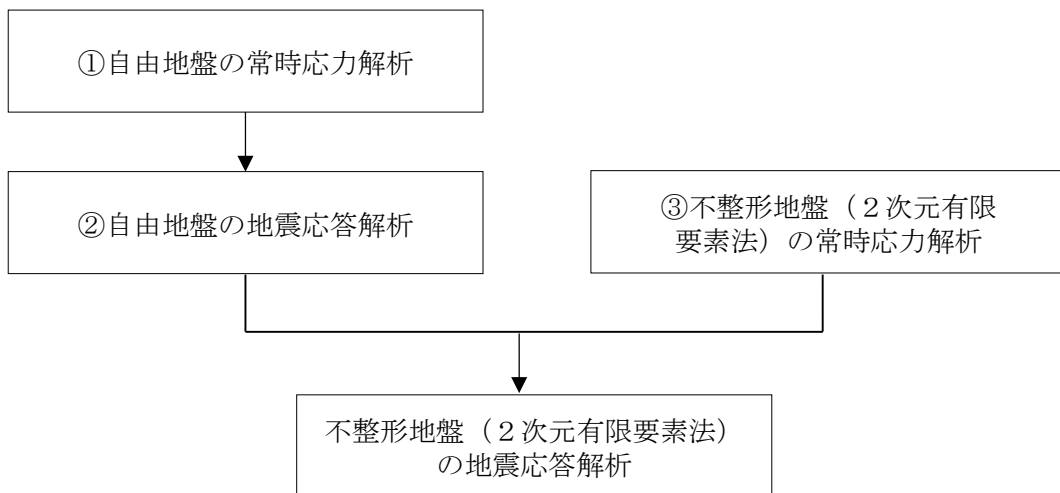 ①自由地盤の常時応力解析
②自由地盤の地震応答解析
③不整形地盤（２次元有限
要素法）の常時応力解析
不整形地盤（２次元有限要素法）
の地震応答解析